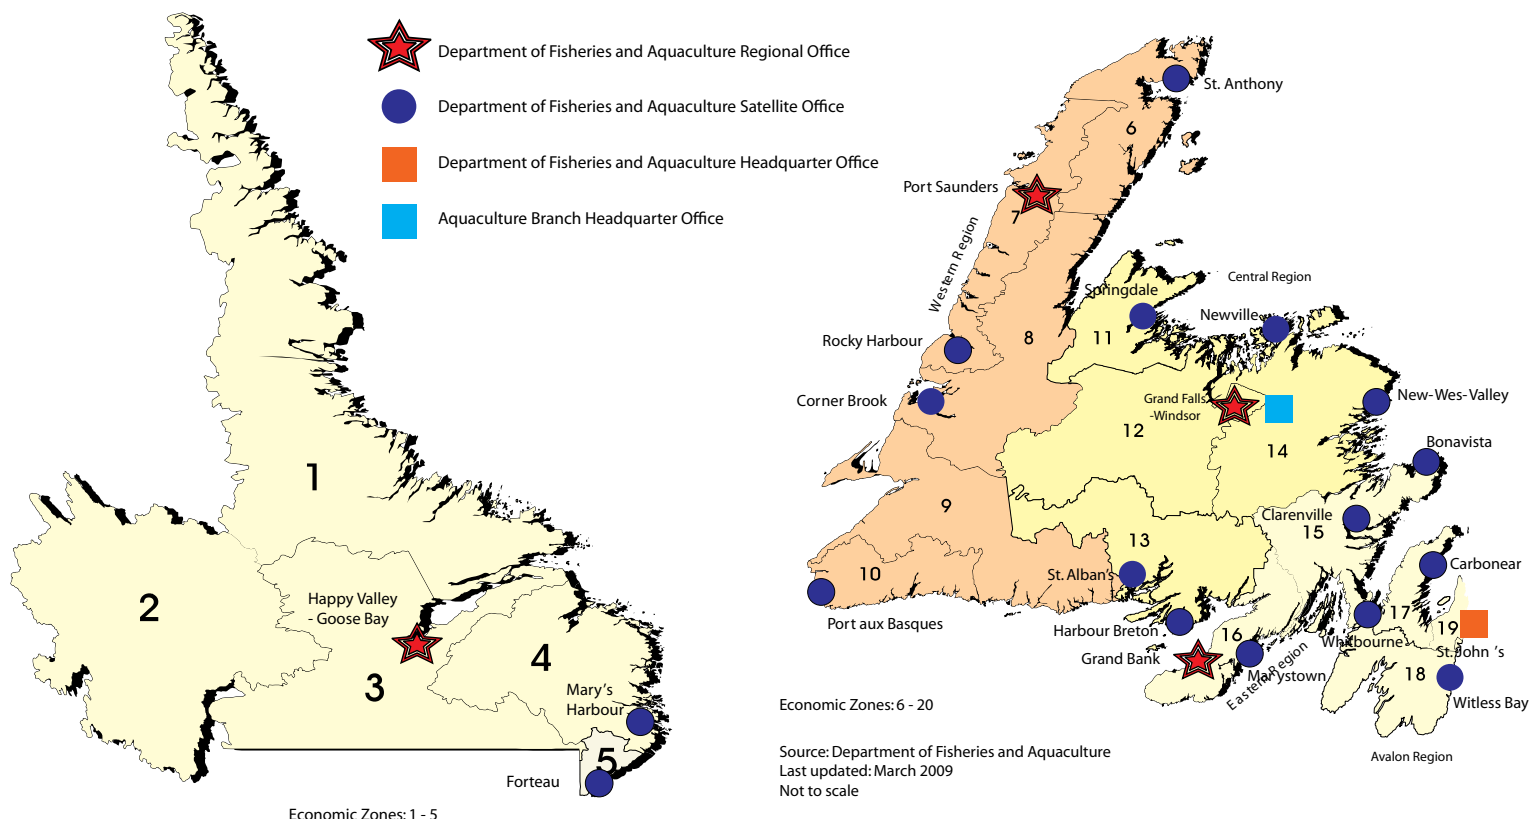 Department of Fisheries and Aquaculture Regional Office
Department of Fisheries and Aquaculture Satellite Office
Department of Fisheries and Aquaculture Headquarter Office
Aquaculture Branch Headquarter Office
1
2
Happy Valley
- Goose Bay
3
4
Mary's
Harbour
5
Forteau
Economic Zones: 1 - 5
St. Anthony
6
Port Saunders
7
Western Region
Central Region
Springdale
Newville
Rocky Harbour
8
11
Corner Brook
Grand Falls
-Windsor
New-Wes-Valley
12
14
Bonavista
9
Clarenville
15
13
10
St. Alban's
Carbonear
Port aux Basques
Harbour Breton
16
17
19
Whitbourne
St. John 's
Grand Bank
Marystown
Eastern Region
18
Witless Bay
Avalon Region
Economic Zones: 6 - 20
Source: Department of Fisheries and Aquaculture
Last updated: March 2009
Not to scale